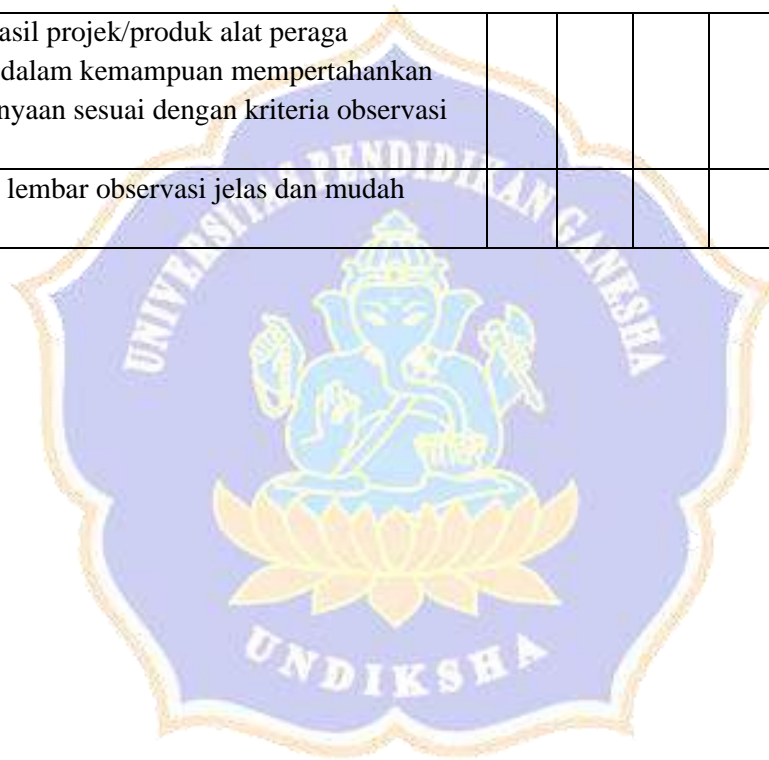 asil projek/produk alat peraga
dalam kemampuan mempertahankan
nyaan sesuai dengan kriteria observasi
lembar observasi jelas dan mudah
UNIVERSITAS PENDIDIKAN GANESHA
UNDIKSHA